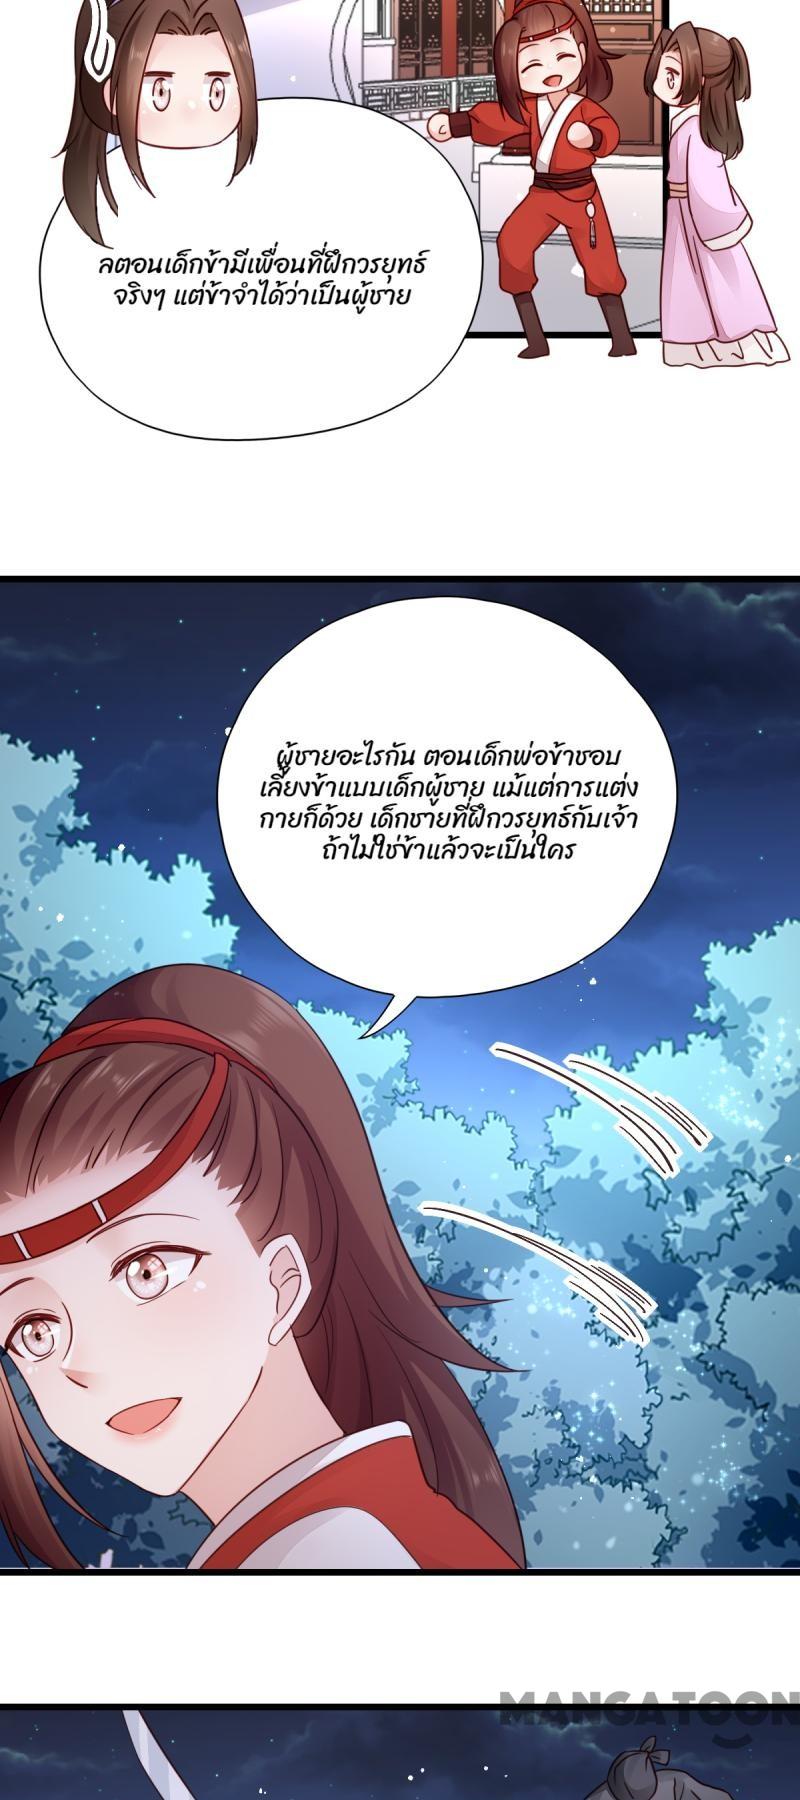 ลตอนเด็กข้ามีเพื่อนที่ฝึกวรยุทธ์
จริงๆ แต่ข้าจำได้ว่าเป็นผู้ชาย
ผู้ชายอะไรกัน ตอนเด็กพ่อข้าชอบ
เลี้ยงข้าแบบเด็กผู้ชาย แม้แต่การแต่ง
กายก็ด้วย เด็กชายที่ฝึกวรยุทธ์กับเจ้า
ถ้าไม่ใช่ข้าแล้วจะเป็นใคร
MANGATOON